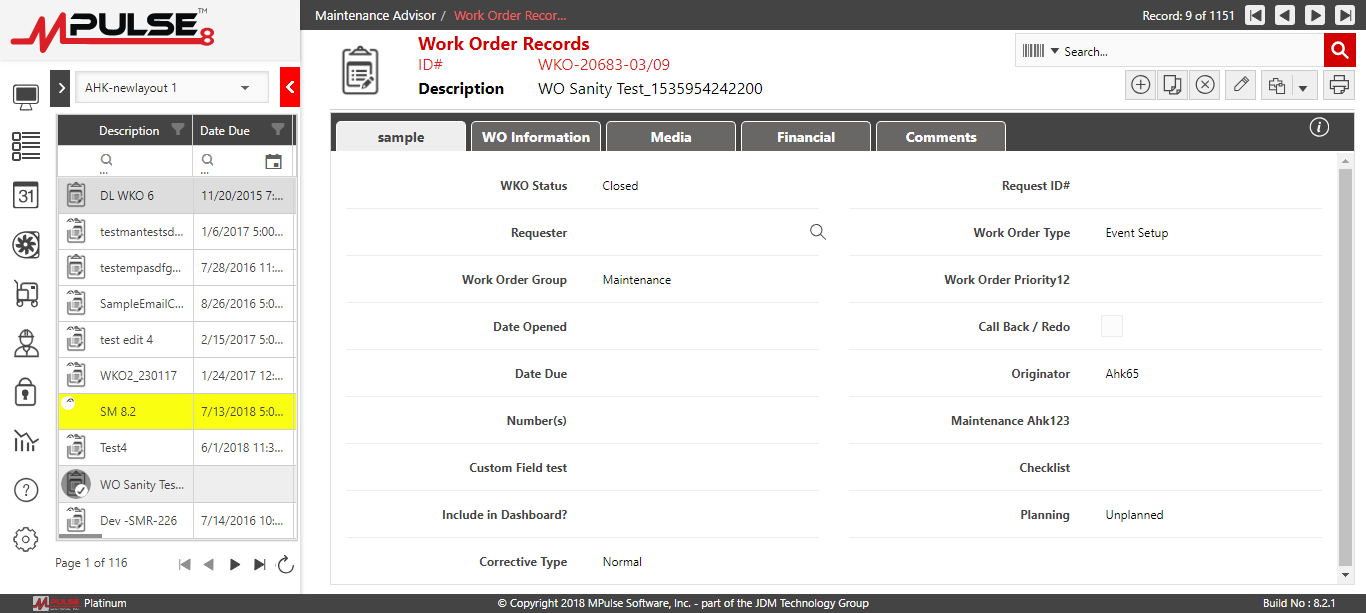 MPULSE™ 8
Maintenance Advisor / Work Order Recor...
Record: 9 of 1151
Work Order Records
ID# WKO-20683-03/09
Description WO Sanity Test_1535954242200
Search...
AHK-newlayout 1
Description Date Due
... ...
DL WKO 6 11/20/2015 7:...
testmantestsd... 1/6/2017 5:00...
testempasdfg... 7/28/2016 11:...
SampleEmailC... 8/26/2016 5:0...
test edit 4 2/15/2017 5:0...
WKO2_230117 1/24/2017 12:...
SM 8.2 7/13/2018 5:0...
Test4 6/1/2018 11:3...
WO Sanity Tes...
Dev -SMR-226 7/14/2016 10:...
Page 1 of 116
31
?
sample WO Information Media Financial Comments
i
WKO Status Closed Request ID#
Requester Work Order Type Event Setup
Work Order Group Maintenance Work Order Priority12
Date Opened Call Back / Redo
Date Due Originator Ahk65
Number(s) Maintenance Ahk123
Custom Field test Checklist
Include in Dashboard? Planning Unplanned
Corrective Type Normal
MPULSE Platinum
© Copyright 2018 MPulse Software, Inc. - part of the JDM Technology Group
Build No : 8.2.1